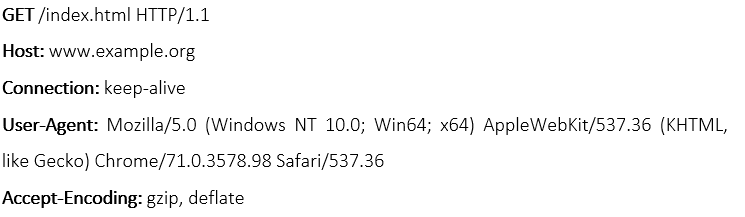 GET /index.html HTTP/1.1
Host: www.example.org
Connection: keep-alive
User-Agent: Mozilla/5.0 (Windows NT 10.0; Win64; x64) AppleWebKit/537.36 (KHTML,
like Gecko) Chrome/71.0.3578.98 Safari/537.36
Accept-Encoding: gzip, deflate